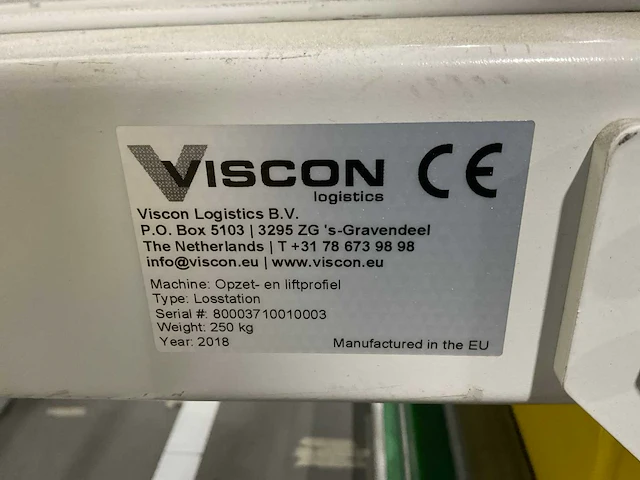 VISCON
logistics
CE
Viscon Logistics B.V.
P.O. Box 5103 | 3295 ZG 's-Gravendeel
The Netherlands | T +31 78 673 98 98
info@viscon.eu | www.viscon.eu
Machine: Opzet- en liftprofiel
Type: Losstation
Serial #: 80003710010003
Weight: 250 kg
Year: 2018
Manufactured in the EU